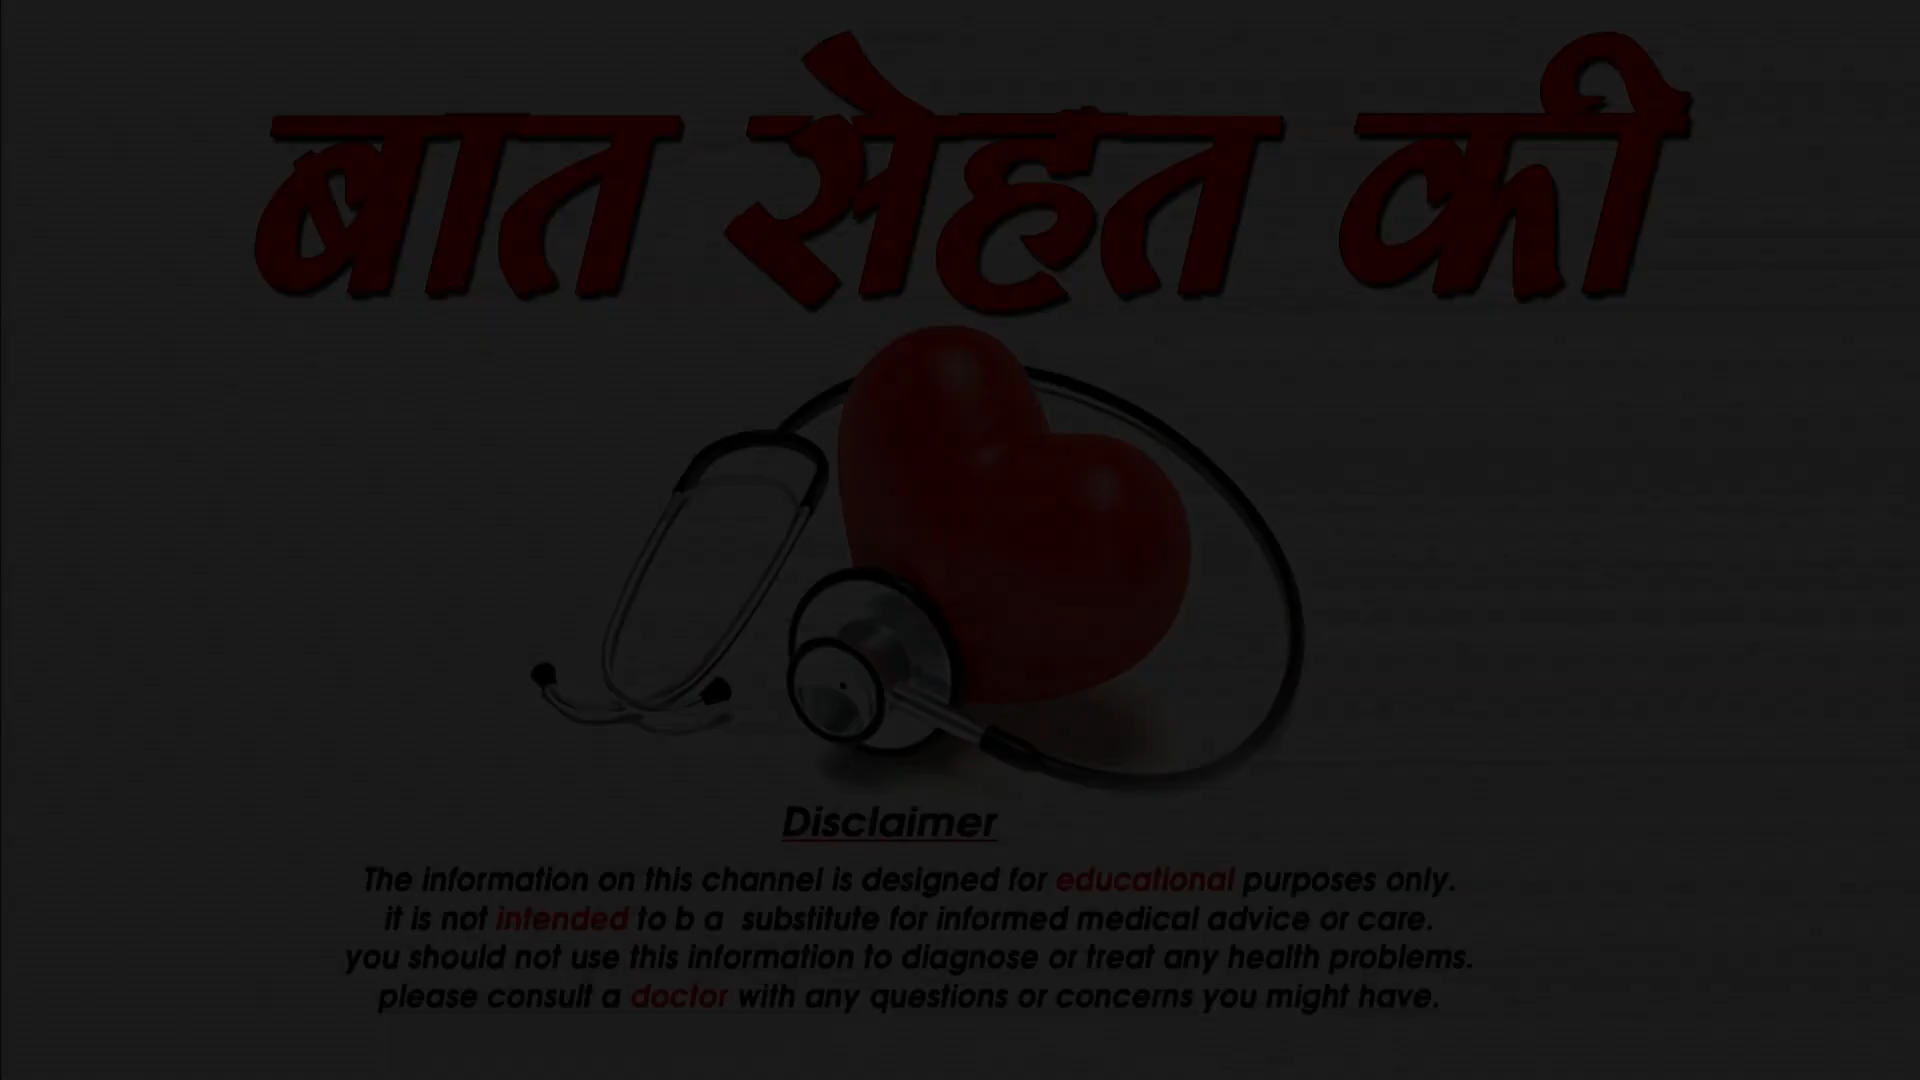 बात सेहत की
Disclaimer
The information on this channel is designed for educational purposes only.
it is not intended to b a substitute for informed medical advice or care.
you should not use this information to diagnose or treat any health problems.
please consult a doctor with any questions or concerns you might have.